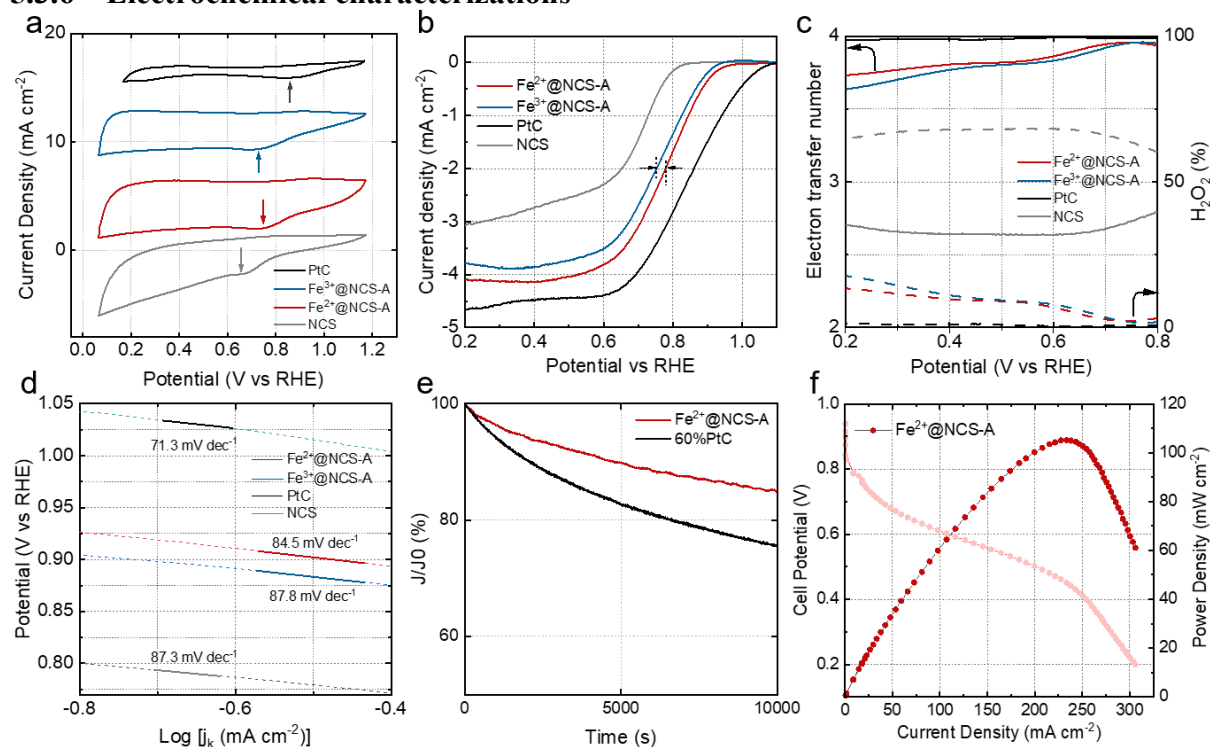 Electrochemical characterizations
a
20
10
0
Current Density (mA cm-2)
0.0 0.2 0.4 0.6 0.8 1.0 1.2
Potential (V vs RHE)
PtC
Fe3+@NCS-A
Fe2+@NCS-A
NCS
b
0
-1
-2
-3
-4
-5
Current density (mA cm-2)
0.2 0.4 0.6 0.8 1.0
Potential vs RHE
Fe2+@NCS-A
Fe3+@NCS-A
PtC
NCS
c
4
3
2
Electron transfer number
100
50
0
H2O2 (%)
0.2 0.4 0.6 0.8
Potential (V vs RHE)
Fe2+@NCS-A
Fe3+@NCS-A
PtC
NCS
d
1.05
1.00
0.95
0.90
0.85
0.80
Potential (V vs RHE)
-0.8 -0.6 -0.4
Log [jk (mA cm-2)]
71.3 mV dec-1
Fe2+@NCS-A
Fe3+@NCS-A
PtC
NCS
84.5 mV dec-1
87.8 mV dec-1
87.3 mV dec-1
e
100
80
60
J/J0 (%)
0 5000 10000
Time (s)
Fe2+@NCS-A
60%PtC
f
1.0
0.8
0.6
0.4
0.2
Cell Potential (V)
120
100
80
60
40
20
0
Power Density (mW cm-2)
0 50 100 150 200 250 300
Current Density (mA cm-2)
Fe2+@NCS-A